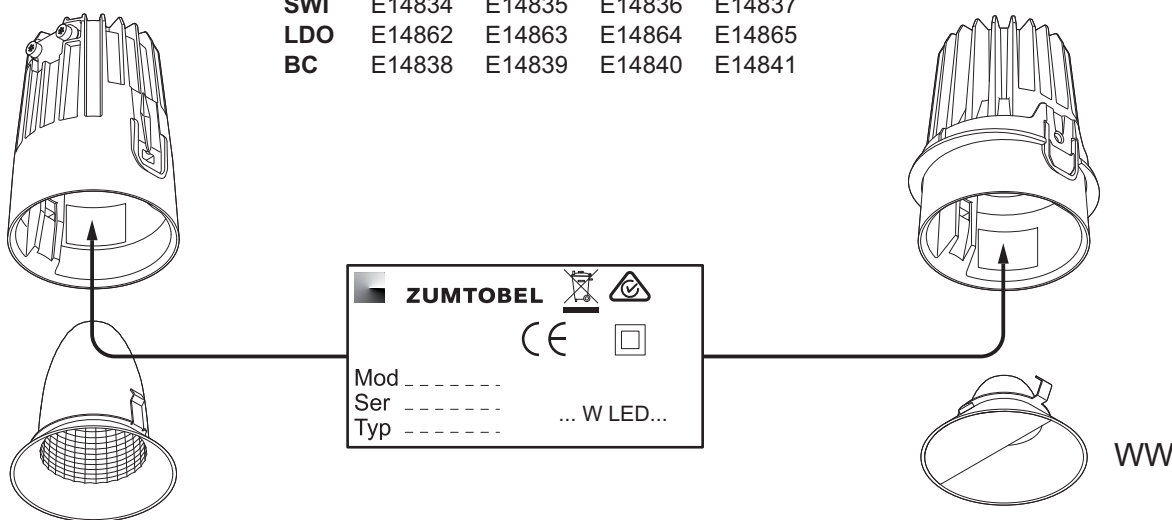 SWI E14834 E14835 E14836 E14837
LDO E14862 E14863 E14864 E14865
BC E14838 E14839 E14840 E14841
ZUMTOBEL
CE
Mod _ _ _ _ _ _ _
Ser _ _ _ _ _ _ _
Typ _ _ _ _ _ _ _
... W LED...
WW